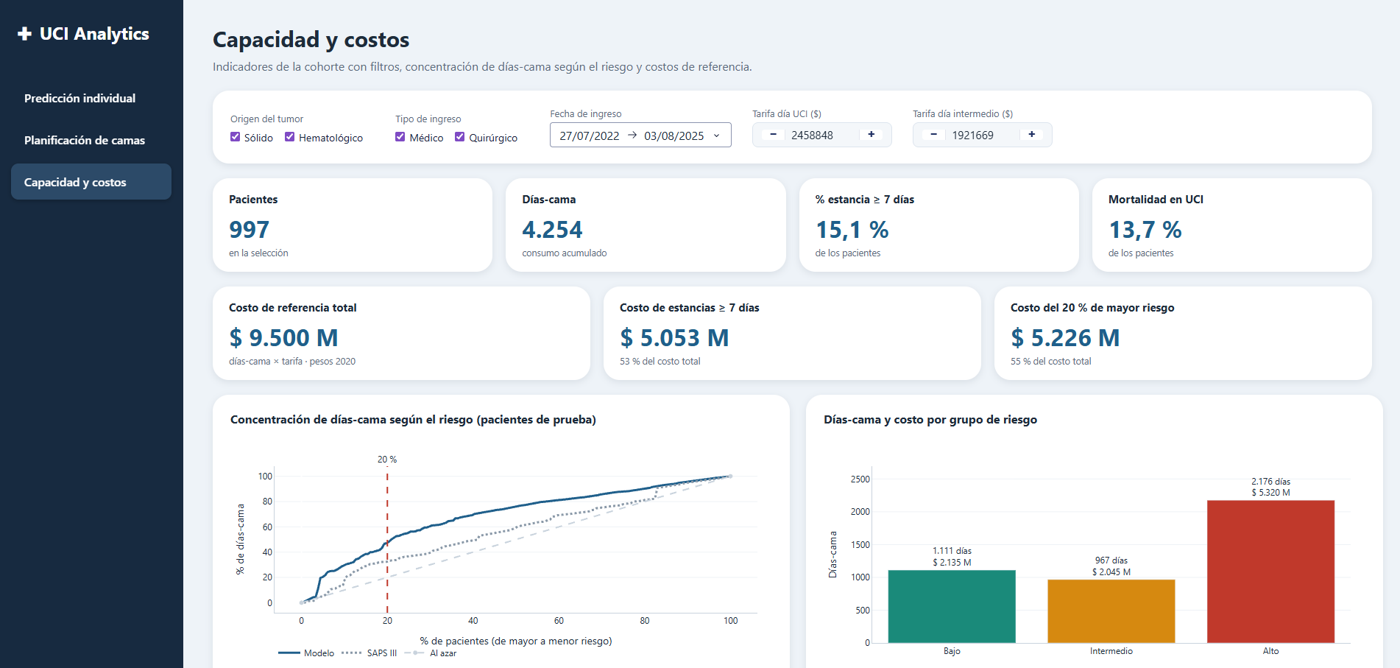 UCI Analytics
Predicción individual
Planificación de camas
Capacidad y costos
Capacidad y costos
Indicadores de la cohorte con filtros, concentración de días-cama según el riesgo y costos de referencia.
Origen del tumor
Sólido Hematológico
Tipo de ingreso
Médico Quirúrgico
Fecha de ingreso
27/07/2022 → 03/08/2025
Tarifa día UCI ($)
− 2458848 +
Tarifa día intermedio ($)
− 1921669 +
Pacientes
997
en la selección
Días-cama
4.254
consumo acumulado
% estancia ≥ 7 días
15,1 %
de los pacientes
Mortalidad en UCI
13,7 %
de los pacientes
Costo de referencia total
$ 9.500 M
días-cama × tarifa · pesos 2020
Costo de estancias ≥ 7 días
$ 5.053 M
53 % del costo total
Costo del 20 % de mayor riesgo
$ 5.226 M
55 % del costo total
Concentración de días-cama según el riesgo (pacientes de prueba)
20 %
100
80
60
40
20
0
% de días-cama
0 20 40 60 80 100
% de pacientes (de mayor a menor riesgo)
Modelo SAPS III Al azar
Días-cama y costo por grupo de riesgo
2500
2000
1500
1000
500
0
Días-cama
1.111 días
$ 2.135 M
967 días
$ 2.045 M
2.176 días
$ 5.320 M
Bajo Intermedio Alto